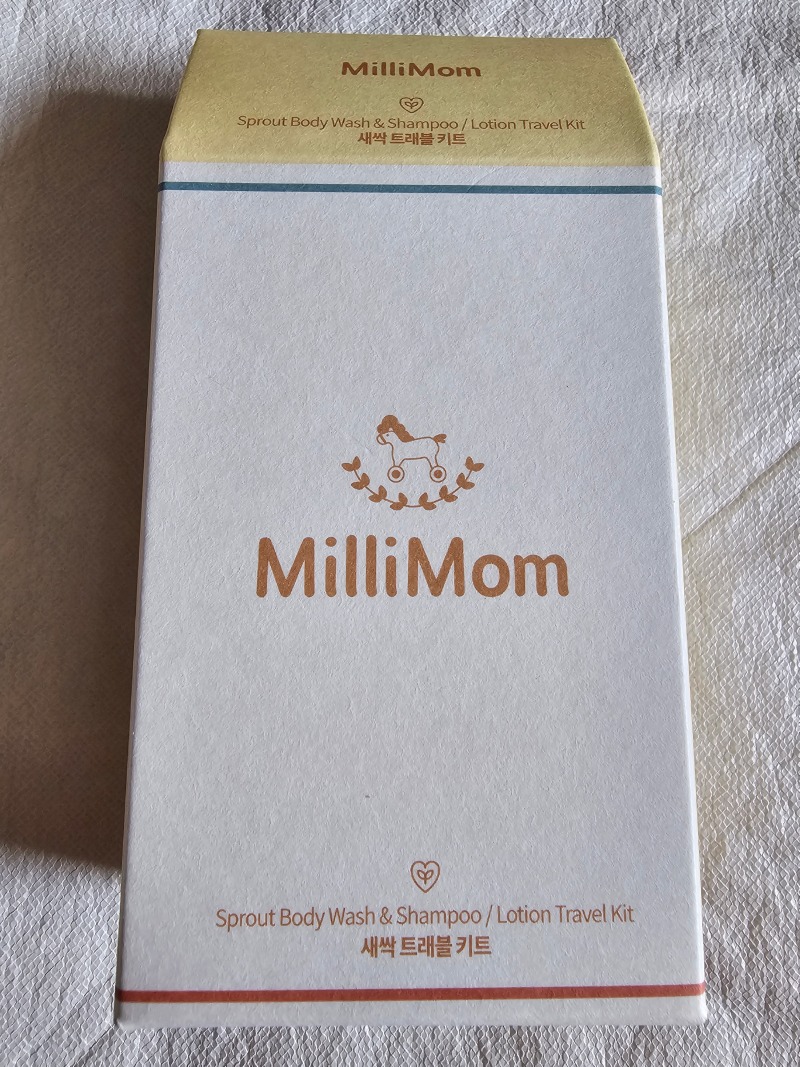 MilliMom
Sprout Body Wash & Shampoo / Lotion Travel Kit
새싹 트래블 키트
MilliMom
Sprout Body Wash & Shampoo / Lotion Travel Kit
새싹 트래블 키트